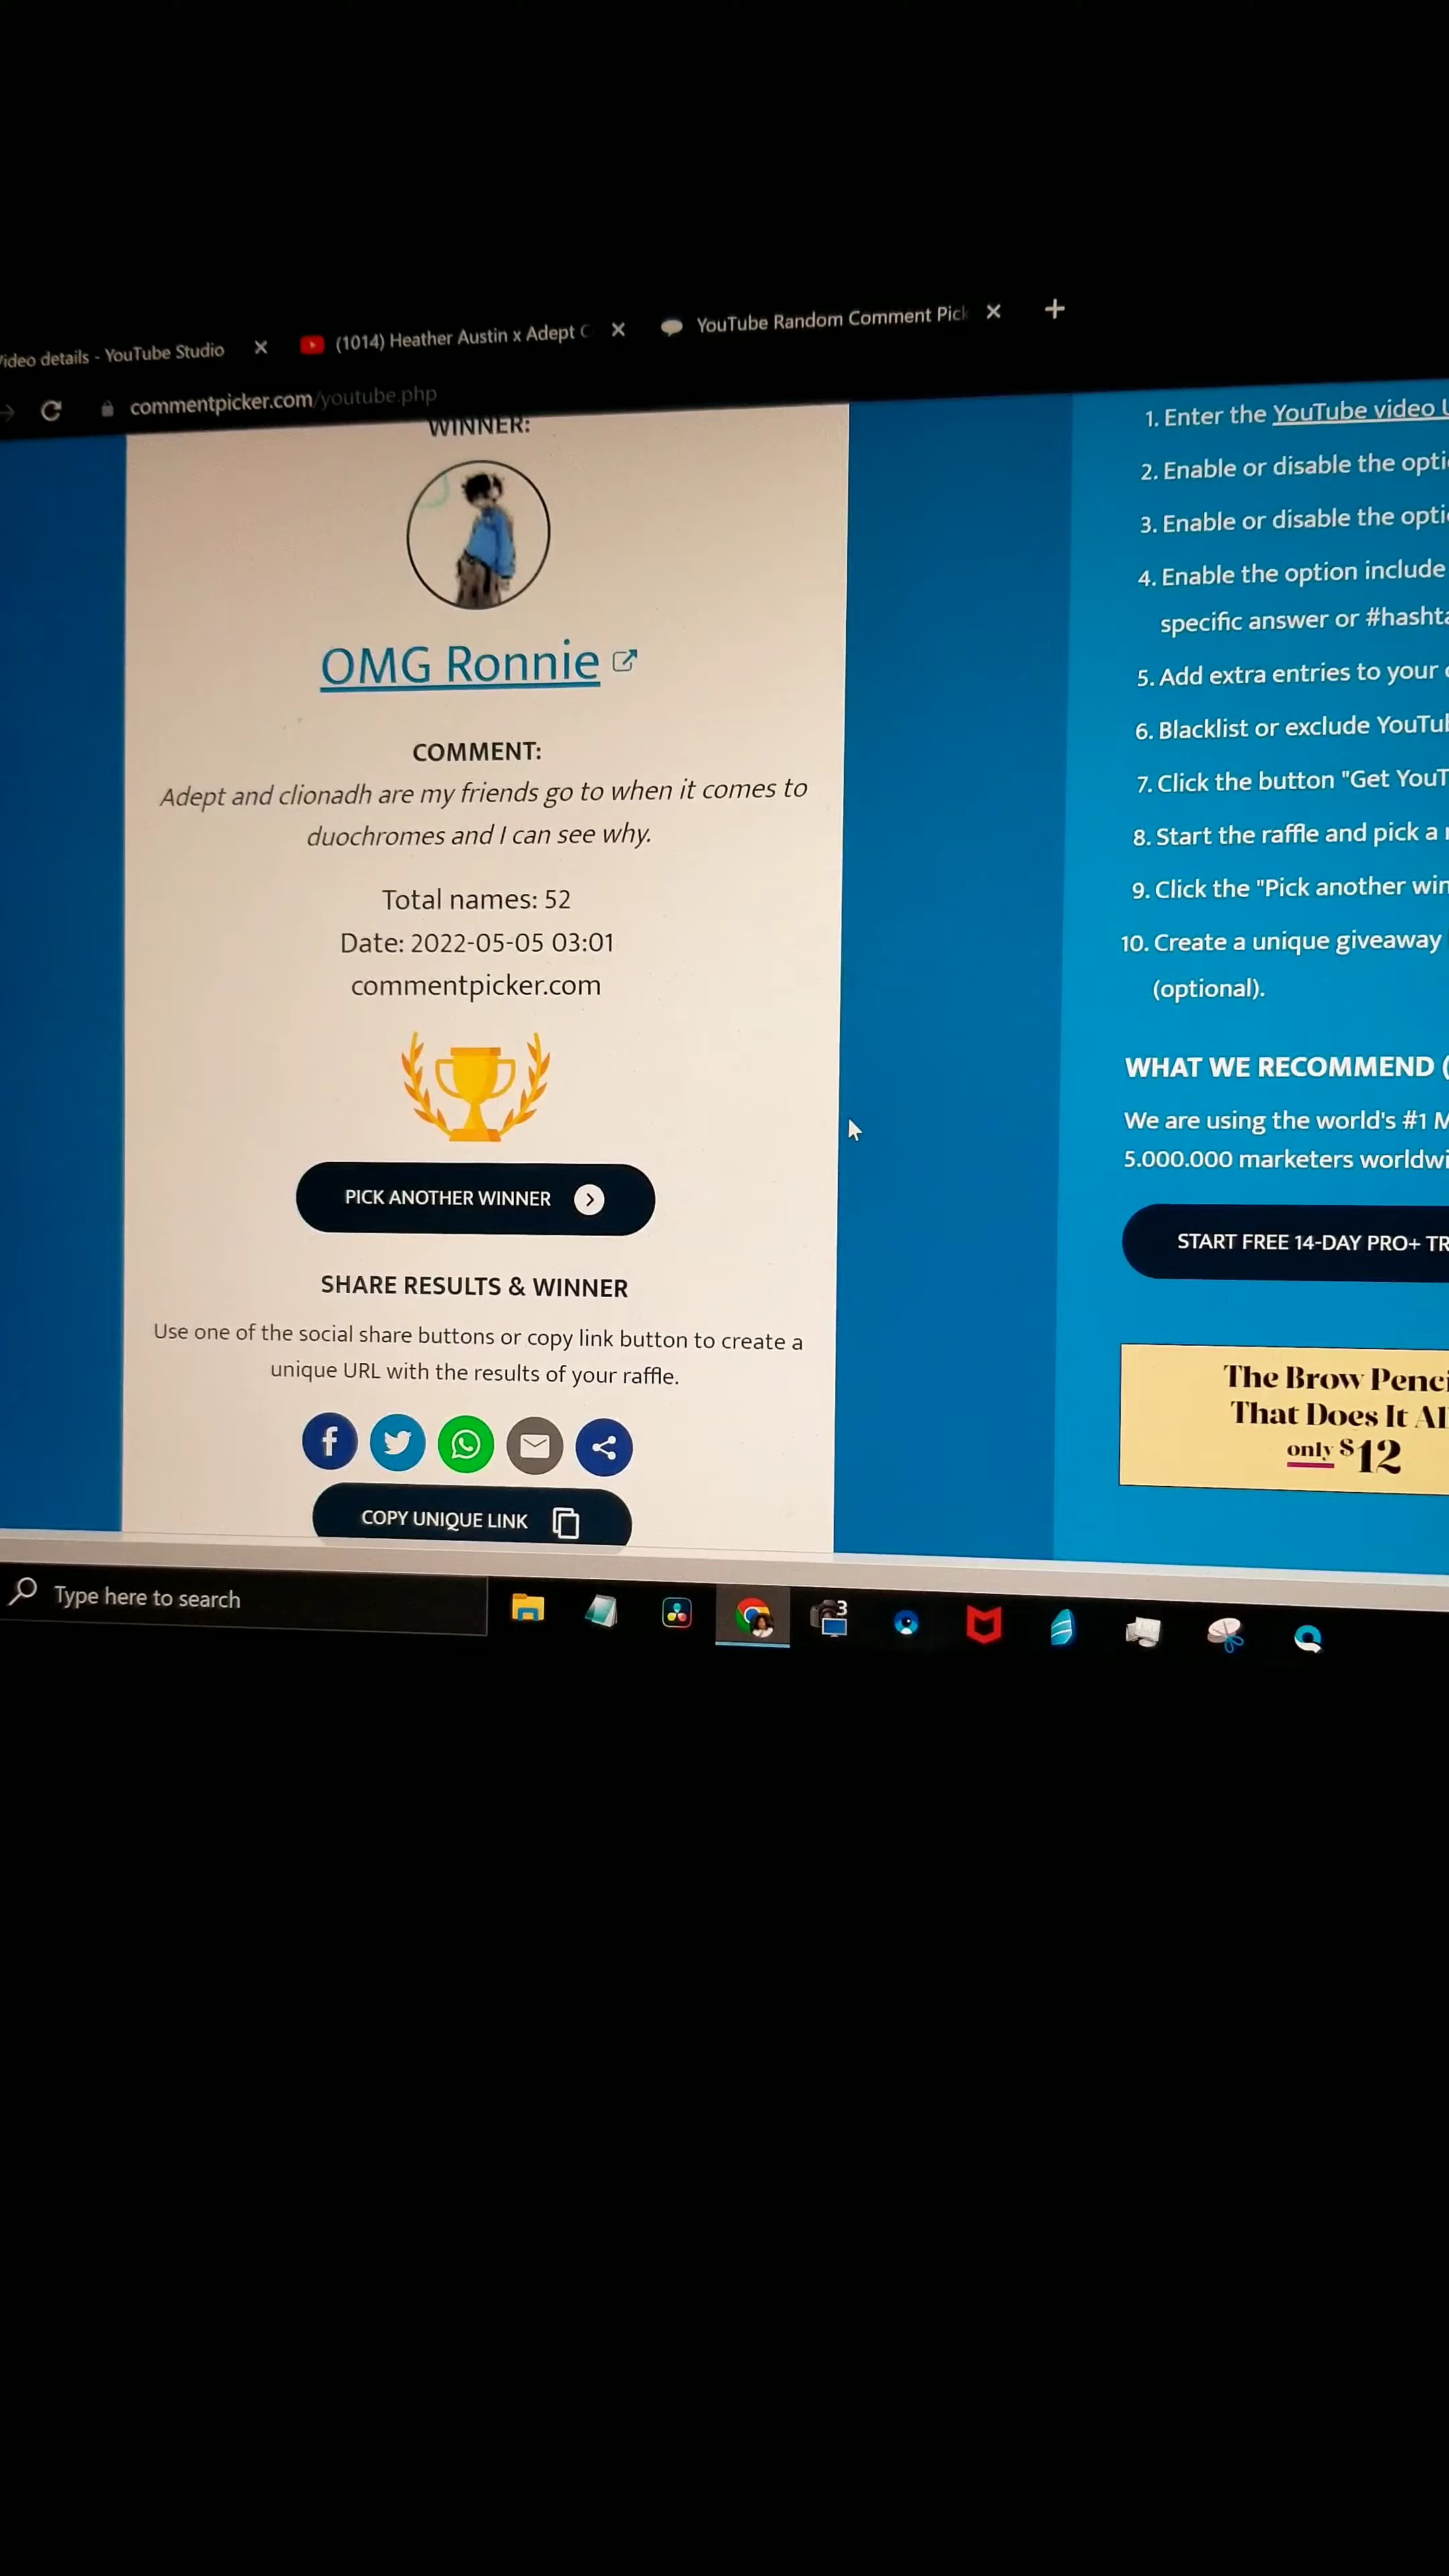 Video details - YouTube Studio
(1014) Heather Austin x Adept C
YouTube Random Comment Pick
commentpicker.com/youtube.php
WINNER:
OMG Ronnie
COMMENT:
Adept and clionadh are my friends go to when it comes to
duochromes and I can see why.
Total names: 52
Date: 2022-05-05 03:01
commentpicker.com
PICK ANOTHER WINNER
SHARE RESULTS & WINNER
Use one of the social share buttons or copy link button to create a
unique URL with the results of your raffle.
COPY UNIQUE LINK
1. Enter the YouTube video U
2. Enable or disable the opti
3. Enable or disable the opti
4. Enable the option include
specific answer or #hashta
5. Add extra entries to your
6. Blacklist or exclude YouTub
7. Click the button "Get YouT
8. Start the raffle and pick a r
9. Click the "Pick another win
10. Create a unique giveaway
(optional).
WHAT WE RECOMMEND (
We are using the world's #1 M
5.000.000 marketers worldwi
START FREE 14-DAY PRO+ TR
The Brow Penci
That Does It Al
only $12
Type here to search
3